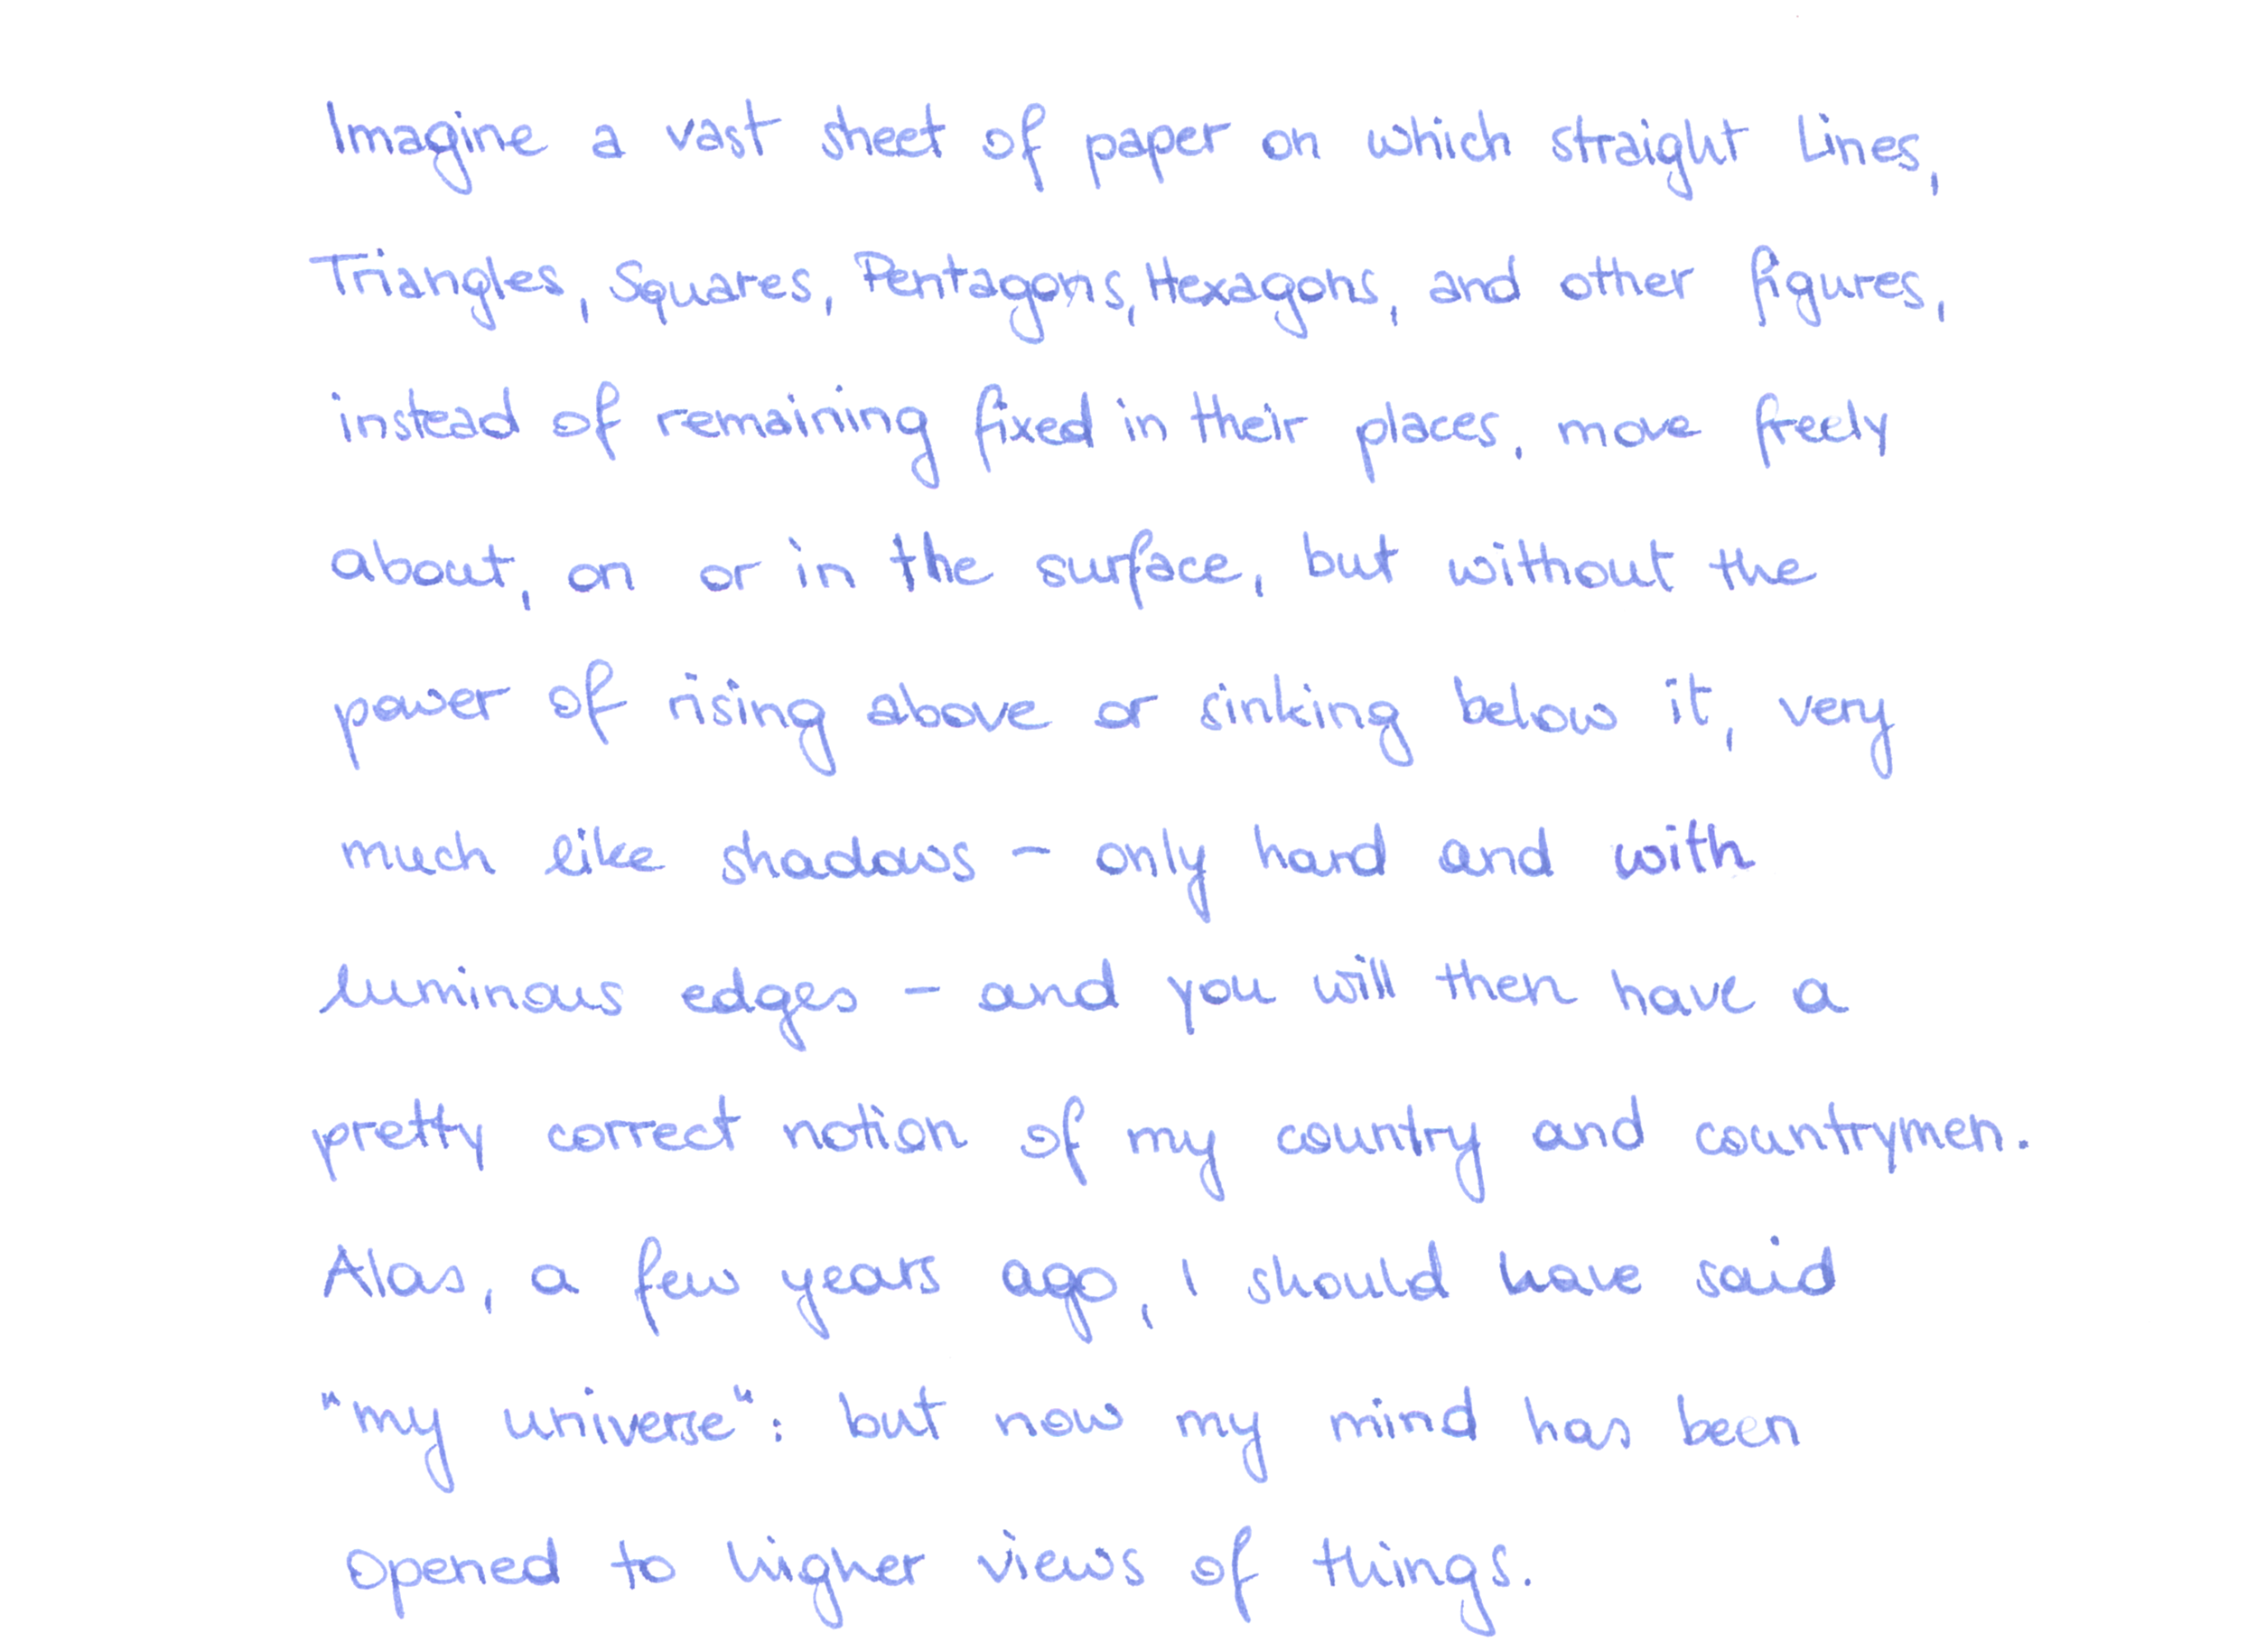 Imagine a vast sheet of paper on which straight Lines,
Triangles, Squares, Pentagons, Hexagons, and other figures,
instead of remaining fixed in their places, move freely
about, on or in the surface, but without the
power of rising above or sinking below it, very
much like shadows - only hard and with
luminous edges - and you will then have a
pretty correct notion of my country and countrymen.
Alas, a few years ago, I should have said
"my universe": but now my mind has been
opened to higher views of things.